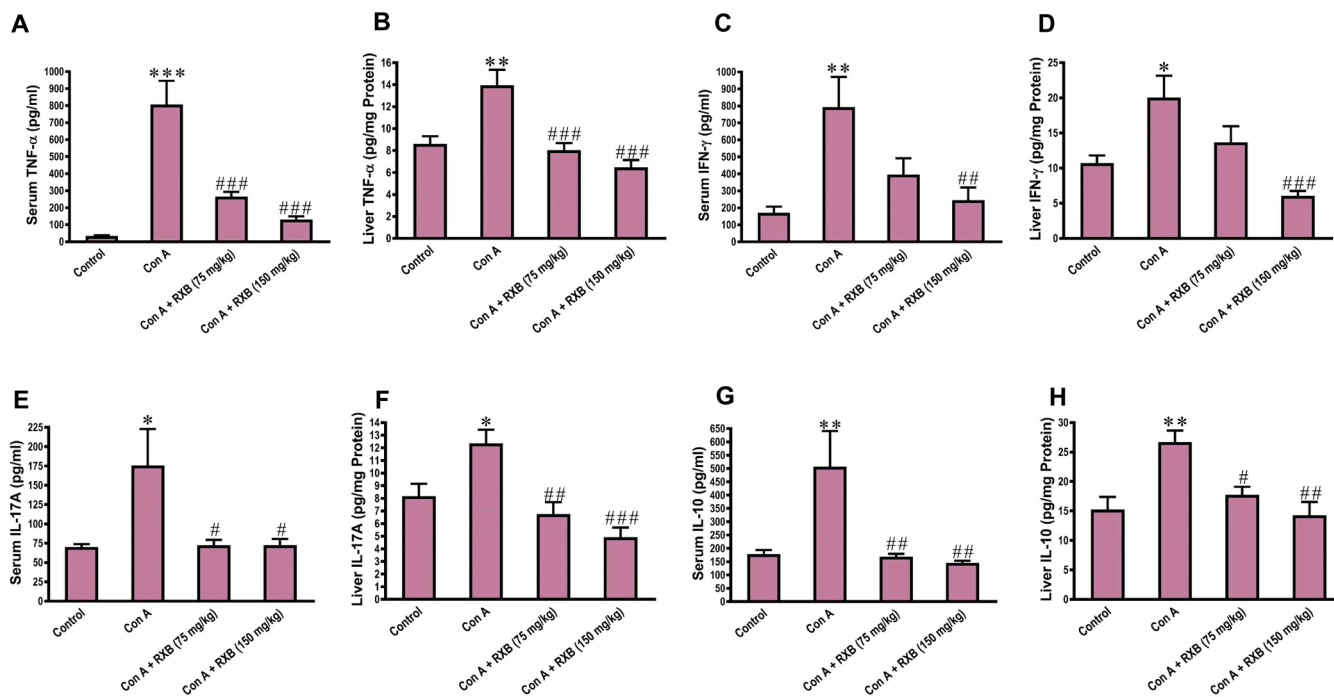 A
Serum TNF-α (pg/ml)
1000
900
800
700
600
500
400
300
200
100
0
***
###
###
Control
Con A
Con A + RXB (75 mg/kg)
Con A + RXB (150 mg/kg)
B
Liver TNF-α (pg/mg Protein)
16
14
12
10
8
6
4
2
0
**
###
###
Control
Con A
Con A + RXB (75 mg/kg)
Con A + RXB (150 mg/kg)
C
Serum IFN-γ (pg/ml)
1000
900
800
700
600
500
400
300
200
100
0
**
##
Control
Con A
Con A + RXB (75 mg/kg)
Con A + RXB (150 mg/kg)
D
Liver IFN-γ (pg/mg Protein)
25
20
15
10
5
0
*
###
Control
Con A
Con A + RXB (75 mg/kg)
Con A + RXB (150 mg/kg)
E
Serum IL-17A (pg/ml)
225
200
175
150
125
100
75
50
25
0
*
#
#
Control
Con A
Con A + RXB (75 mg/kg)
Con A + RXB (150 mg/kg)
F
Liver IL-17A (pg/mg Protein)
14
13
12
11
10
9
8
7
6
5
4
3
2
1
0
*
##
###
Control
Con A
Con A + RXB (75 mg/kg)
Con A + RXB (150 mg/kg)
G
Serum IL-10 (pg/ml)
650
600
550
500
450
400
350
300
250
200
150
100
50
0
**
##
##
Control
Con A
Con A + RXB (75 mg/kg)
Con A + RXB (150 mg/kg)
H
Liver IL-10 (pg/mg Protein)
30
25
20
15
10
5
0
**
#
##
Control
Con A
Con A + RXB (75 mg/kg)
Con A + RXB (150 mg/kg)